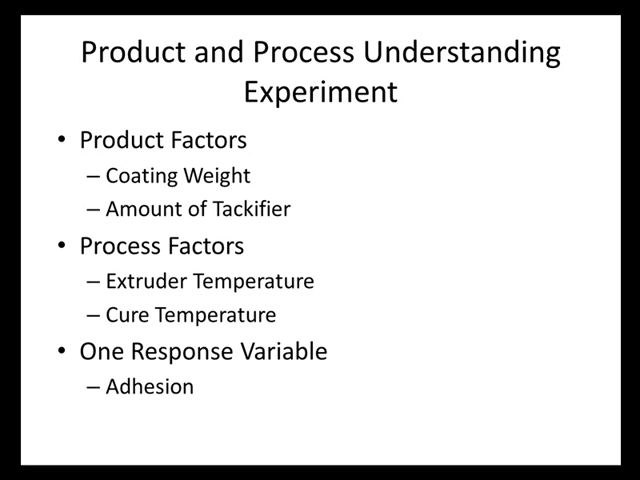 Product and Process Understanding
Experiment
• Product Factors
– Coating Weight
– Amount of Tackifier
• Process Factors
– Extruder Temperature
– Cure Temperature
• One Response Variable
– Adhesion